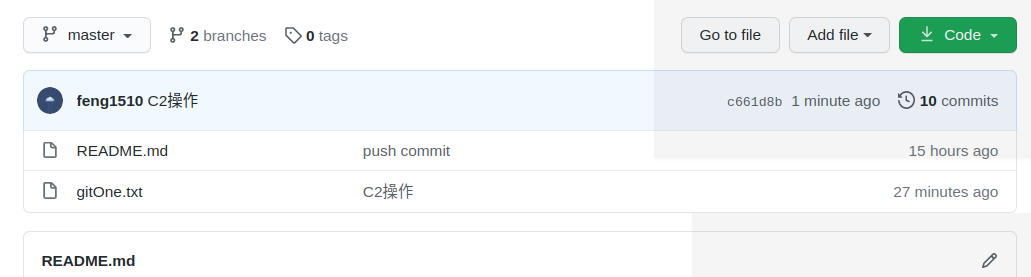 master 2 branches 0 tags Go to file Add file Code
feng1510 C2操作 c661d8b 1 minute ago 10 commits
README.md push commit 15 hours ago
gitOne.txt C2操作 27 minutes ago
README.md